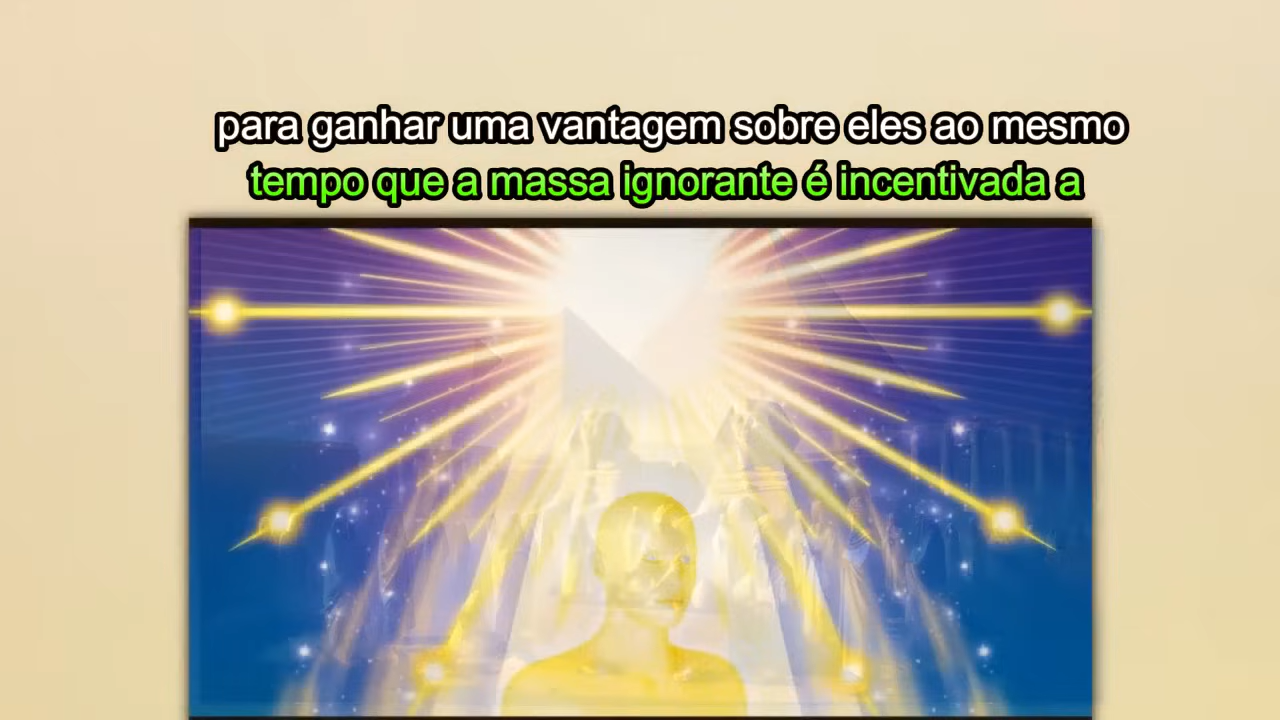 para ganhar uma vantagem sobre eles ao mesmo
tempo que a massa ignorante é incentivada a